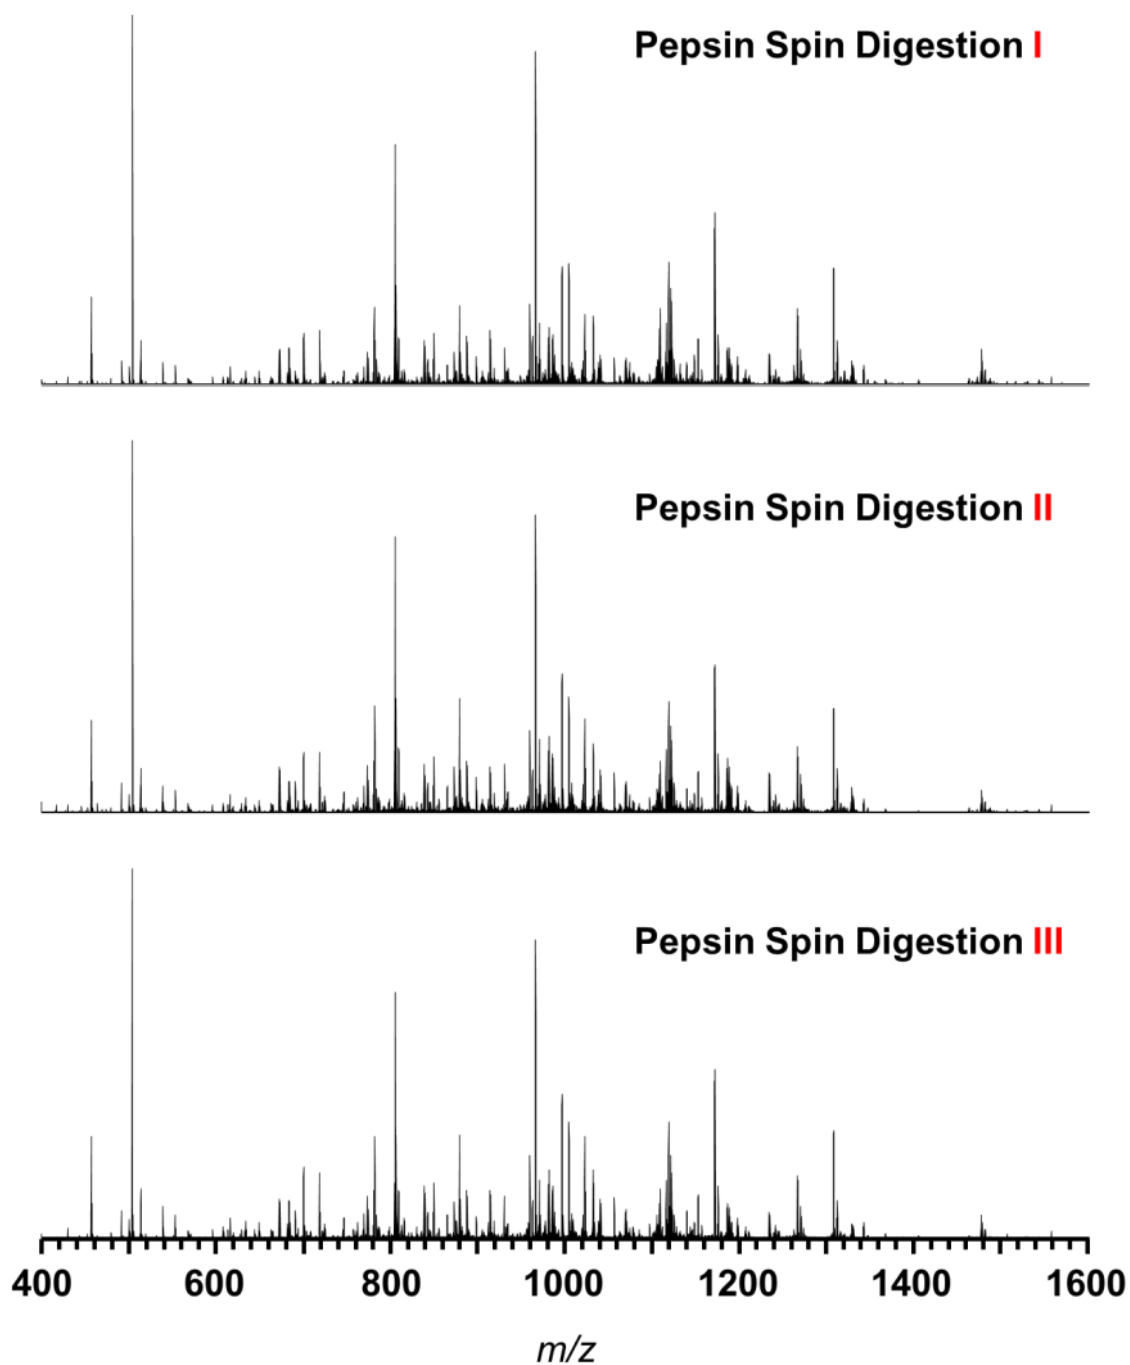 Pepsin Spin Digestion I
Pepsin Spin Digestion II
Pepsin Spin Digestion III
400 600 800 1000 1200 1400 1600
m/z